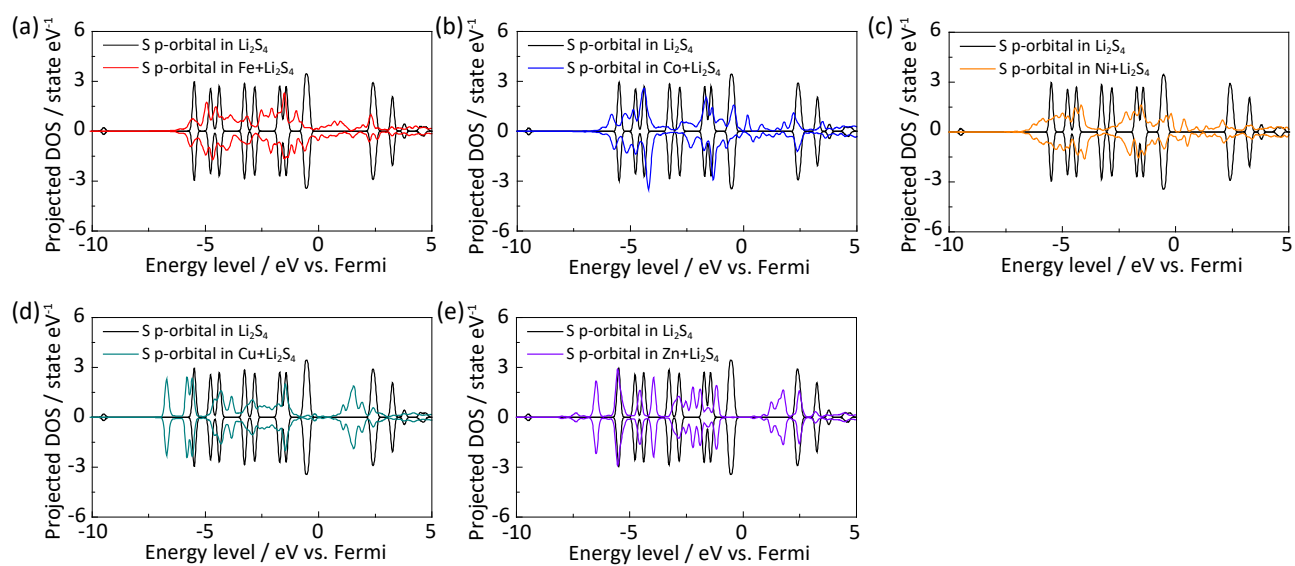 (a)
6
3
0
-3
-6
Projected DOS / state eV⁻¹
S p-orbital in Li₂S₄
S p-orbital in Fe+Li₂S₄
-10 -5 0 5
Energy level / eV vs. Fermi
(b)
6
3
0
-3
-6
Projected DOS / state eV⁻¹
S p-orbital in Li₂S₄
S p-orbital in Co+Li₂S₄
-10 -5 0 5
Energy level / eV vs. Fermi
(c)
6
3
0
-3
-6
Projected DOS / state eV⁻¹
S p-orbital in Li₂S₄
S p-orbital in Ni+Li₂S₄
-10 -5 0 5
Energy level / eV vs. Fermi
(d)
6
3
0
-3
-6
Projected DOS / state eV⁻¹
S p-orbital in Li₂S₄
S p-orbital in Cu+Li₂S₄
-10 -5 0 5
Energy level / eV vs. Fermi
(e)
6
3
0
-3
-6
Projected DOS / state eV⁻¹
S p-orbital in Li₂S₄
S p-orbital in Zn+Li₂S₄
-10 -5 0 5
Energy level / eV vs. Fermi